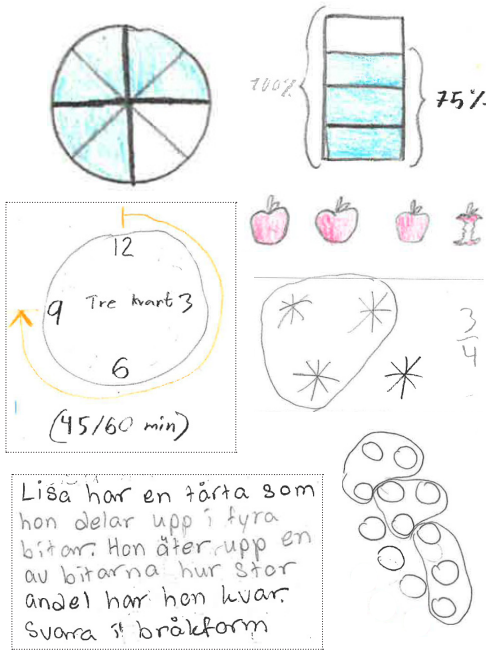 100%
75%
12
9 Tre kvart 3
6
(45/60 min)
3
4
Lisa har en tårta som
hon delar upp i fyra
bitar. Hon äter upp en
av bitarna hur stor
andel har hon kvar.
Svara i bråkform